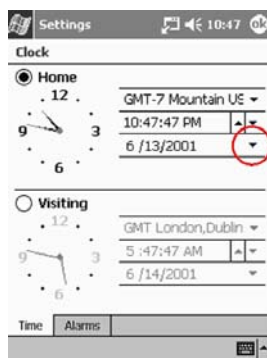 Settings 10:47 ok
Clock
Home
12
9 3
6
GMT-7 Mountain US
10:47:47 PM
6 /13/2001
Visiting
12
9 3
6
GMT London,Dublin
5 :47:47 AM
6 /14/2001
Time Alarms